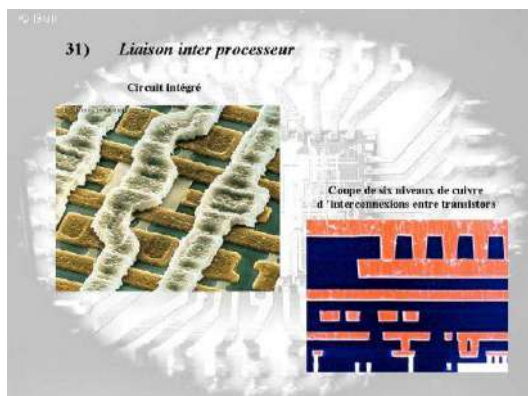 31) Liaison inter processeur
Circuit intégré
Coupe de six niveaux de cuivre
d 'interconnexions entre transistors